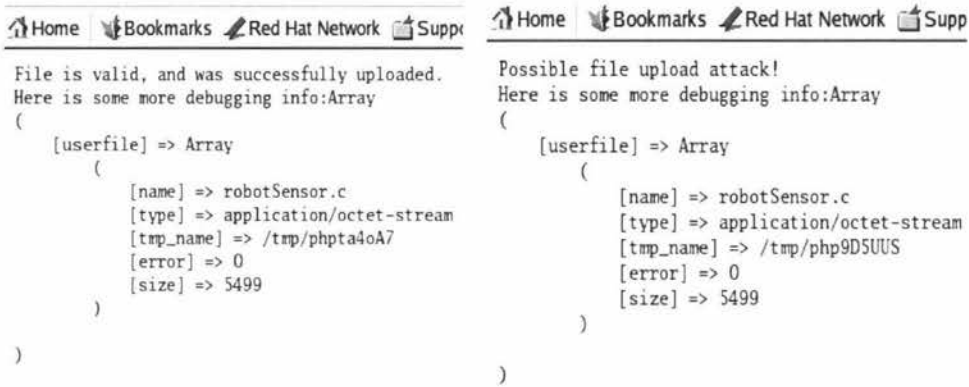 Home Bookmarks Red Hat Network Suppo
File is valid, and was successfully uploaded.
Here is some more debugging info:Array
(
    [userfile] => Array
        (
            [name] => robotSensor.c
            [type] => application/octet-stream
            [tmp_name] => /tmp/phpta4oA7
            [error] => 0
            [size] => 5499
        )
)
Home Bookmarks Red Hat Network Supp
Possible file upload attack!
Here is some more debugging info:Array
(
    [userfile] => Array
        (
            [name] => robotSensor.c
            [type] => application/octet-stream
            [tmp_name] => /tmp/php9D5UUS
            [error] => 0
            [size] => 5499
        )
)